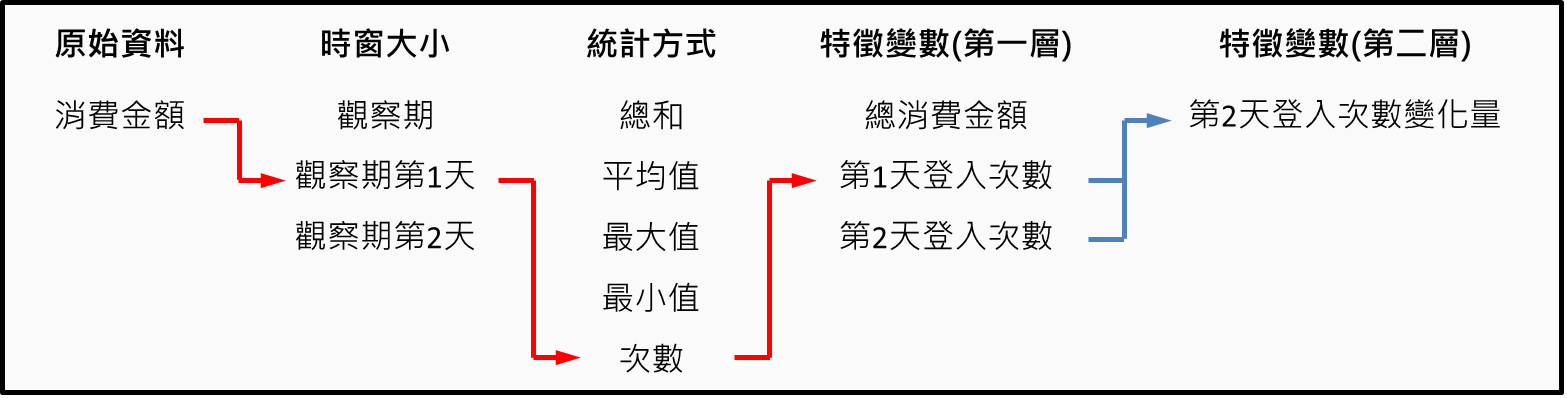 原始資料 時窗大小 統計方式 特徵變數(第一層) 特徵變數(第二層)
消費金額 觀察期 總和 總消費金額 第2天登入次數變化量
觀察期第1天 平均值 第1天登入次數
觀察期第2天 最大值 第2天登入次數
最小值
次數